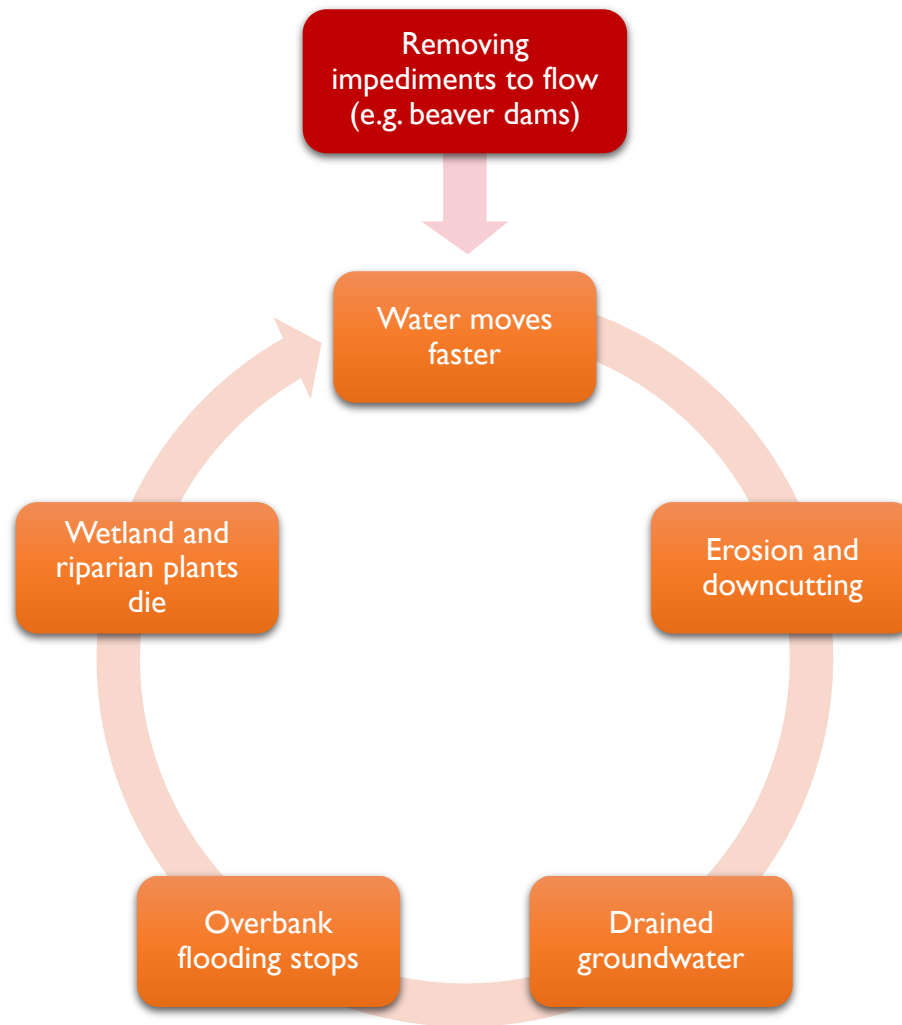 Removing
impediments to flow
(e.g. beaver dams)
Water moves
faster
Erosion and
downcutting
Drained
groundwater
Overbank
flooding stops
Wetland and
riparian plants
die